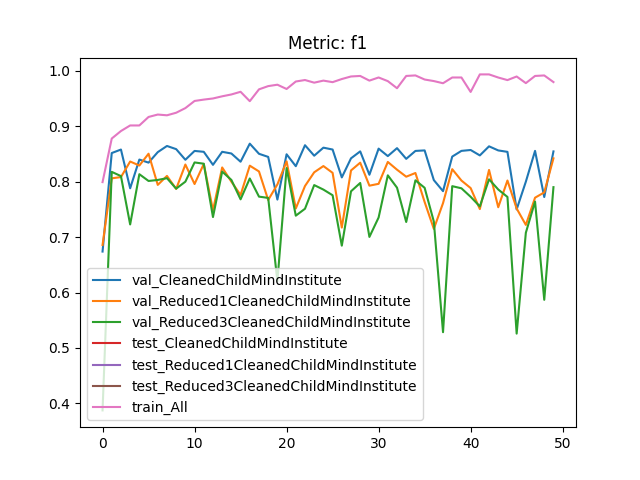 Metric: f1
1.0
0.9
0.8
0.7
0.6
0.5
0.4
val_CleanedChildMindInstitute
val_Reduced1CleanedChildMindInstitute
val_Reduced3CleanedChildMindInstitute
test_CleanedChildMindInstitute
test_Reduced1CleanedChildMindInstitute
test_Reduced3CleanedChildMindInstitute
train_All
0 10 20 30 40 50